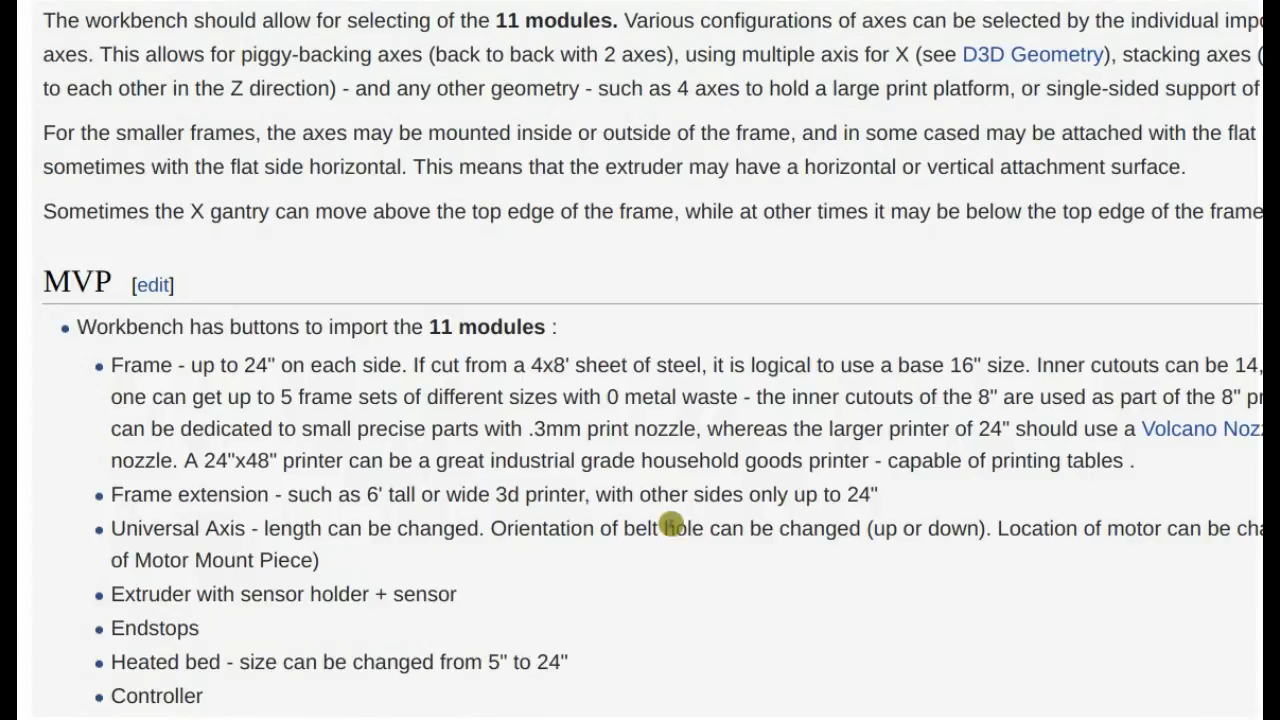 The workbench should allow for selecting of the 11 modules. Various configurations of axes can be selected by the individual
axes. This allows for piggy-backing axes (back to back with 2 axes), using multiple axis for X (see D3D Geometry), stacking axes (
to each other in the Z direction) - and any other geometry - such as 4 axes to hold a large print platform, or single-sided support of
For the smaller frames, the axes may be mounted inside or outside of the frame, and in some cased may be attached with the flat
sometimes with the flat side horizontal. This means that the extruder may have a horizontal or vertical attachment surface.
Sometimes the X gantry can move above the top edge of the frame, while at other times it may be below the top edge of the frame
MVP [edit]
• Workbench has buttons to import the 11 modules :
• Frame - up to 24" on each side. If cut from a 4x8' sheet of steel, it is logical to use a base 16" size. Inner cutouts can be 14,
one can get up to 5 frame sets of different sizes with 0 metal waste - the inner cutouts of the 8" are used as part of the 8"
can be dedicated to small precise parts with .3mm print nozzle, whereas the larger printer of 24" should use a Volcano
nozzle. A 24"x48" printer can be a great industrial grade household goods printer - capable of printing tables .
• Frame extension - such as 6' tall or wide 3d printer, with other sides only up to 24"
• Universal Axis - length can be changed. Orientation of belt hole can be changed (up or down). Location of motor can be
of Motor Mount Piece)
• Extruder with sensor holder + sensor
• Endstops
• Heated bed - size can be changed from 5" to 24"
• Controller